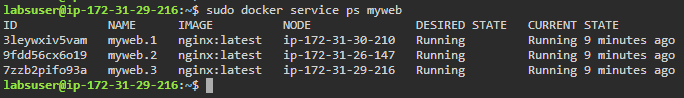 labsuser@ip-172-31-29-216:~$ sudo docker service ps myweb
ID NAME IMAGE NODE DESIRED STATE CURRENT STATE
3leywxiv5vam myweb.1 nginx:latest ip-172-31-30-210 Running Running 9 minutes ago
9fdd56cx6o19 myweb.2 nginx:latest ip-172-31-26-147 Running Running 9 minutes ago
7zzb2pifo93a myweb.3 nginx:latest ip-172-31-29-216 Running Running 9 minutes ago
labsuser@ip-172-31-29-216:~$